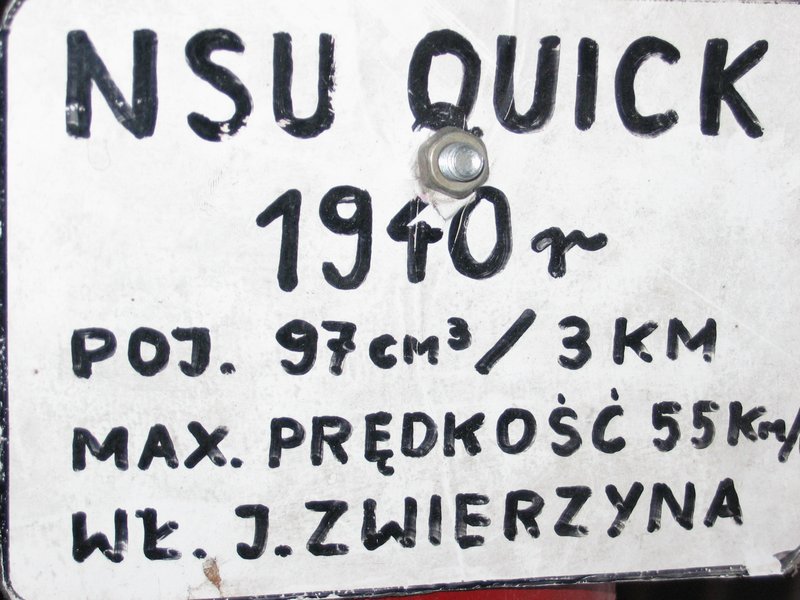 NSU QUICK
1940 r
POJ. 97 cm³ / 3 KM
MAX. PRĘDKOŚĆ 55 Km/
WŁ. J. ZWIERZYNA